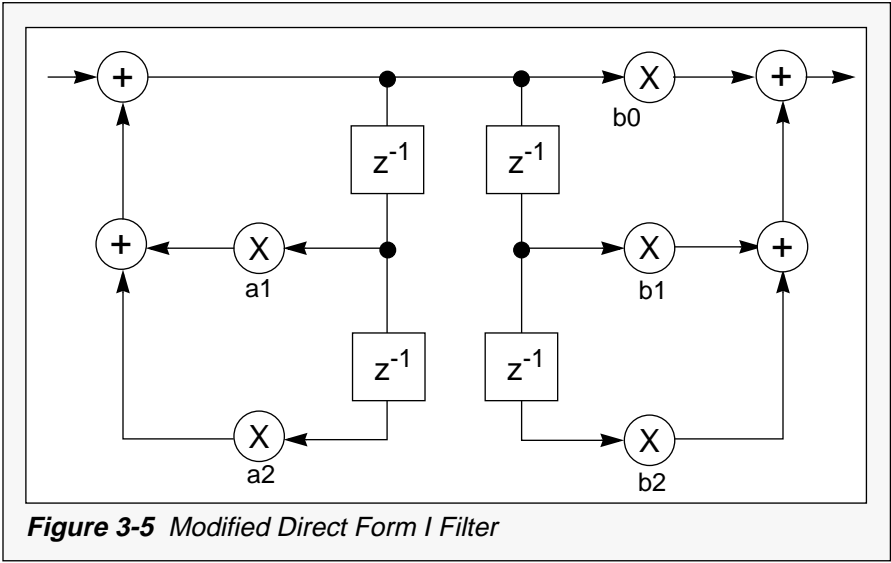 +
X
b0
+
z⁻¹
z⁻¹
+
X
a1
X
b1
+
z⁻¹
z⁻¹
X
a2
X
b2
Figure 3-5 Modified Direct Form I Filter